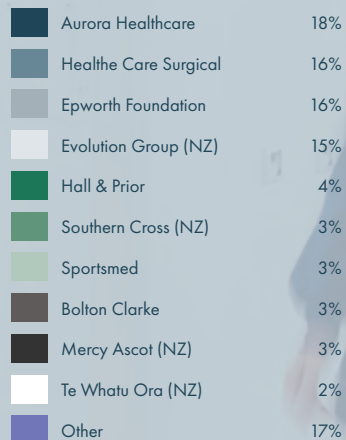 Aurora Healthcare 18%
Healthe Care Surgical 16%
Epworth Foundation 16%
Evolution Group (NZ) 15%
Hall & Prior 4%
Southern Cross (NZ) 3%
Sportsmed 3%
Bolton Clarke 3%
Mercy Ascot (NZ) 3%
Te Whatu Ora (NZ) 2%
Other 17%